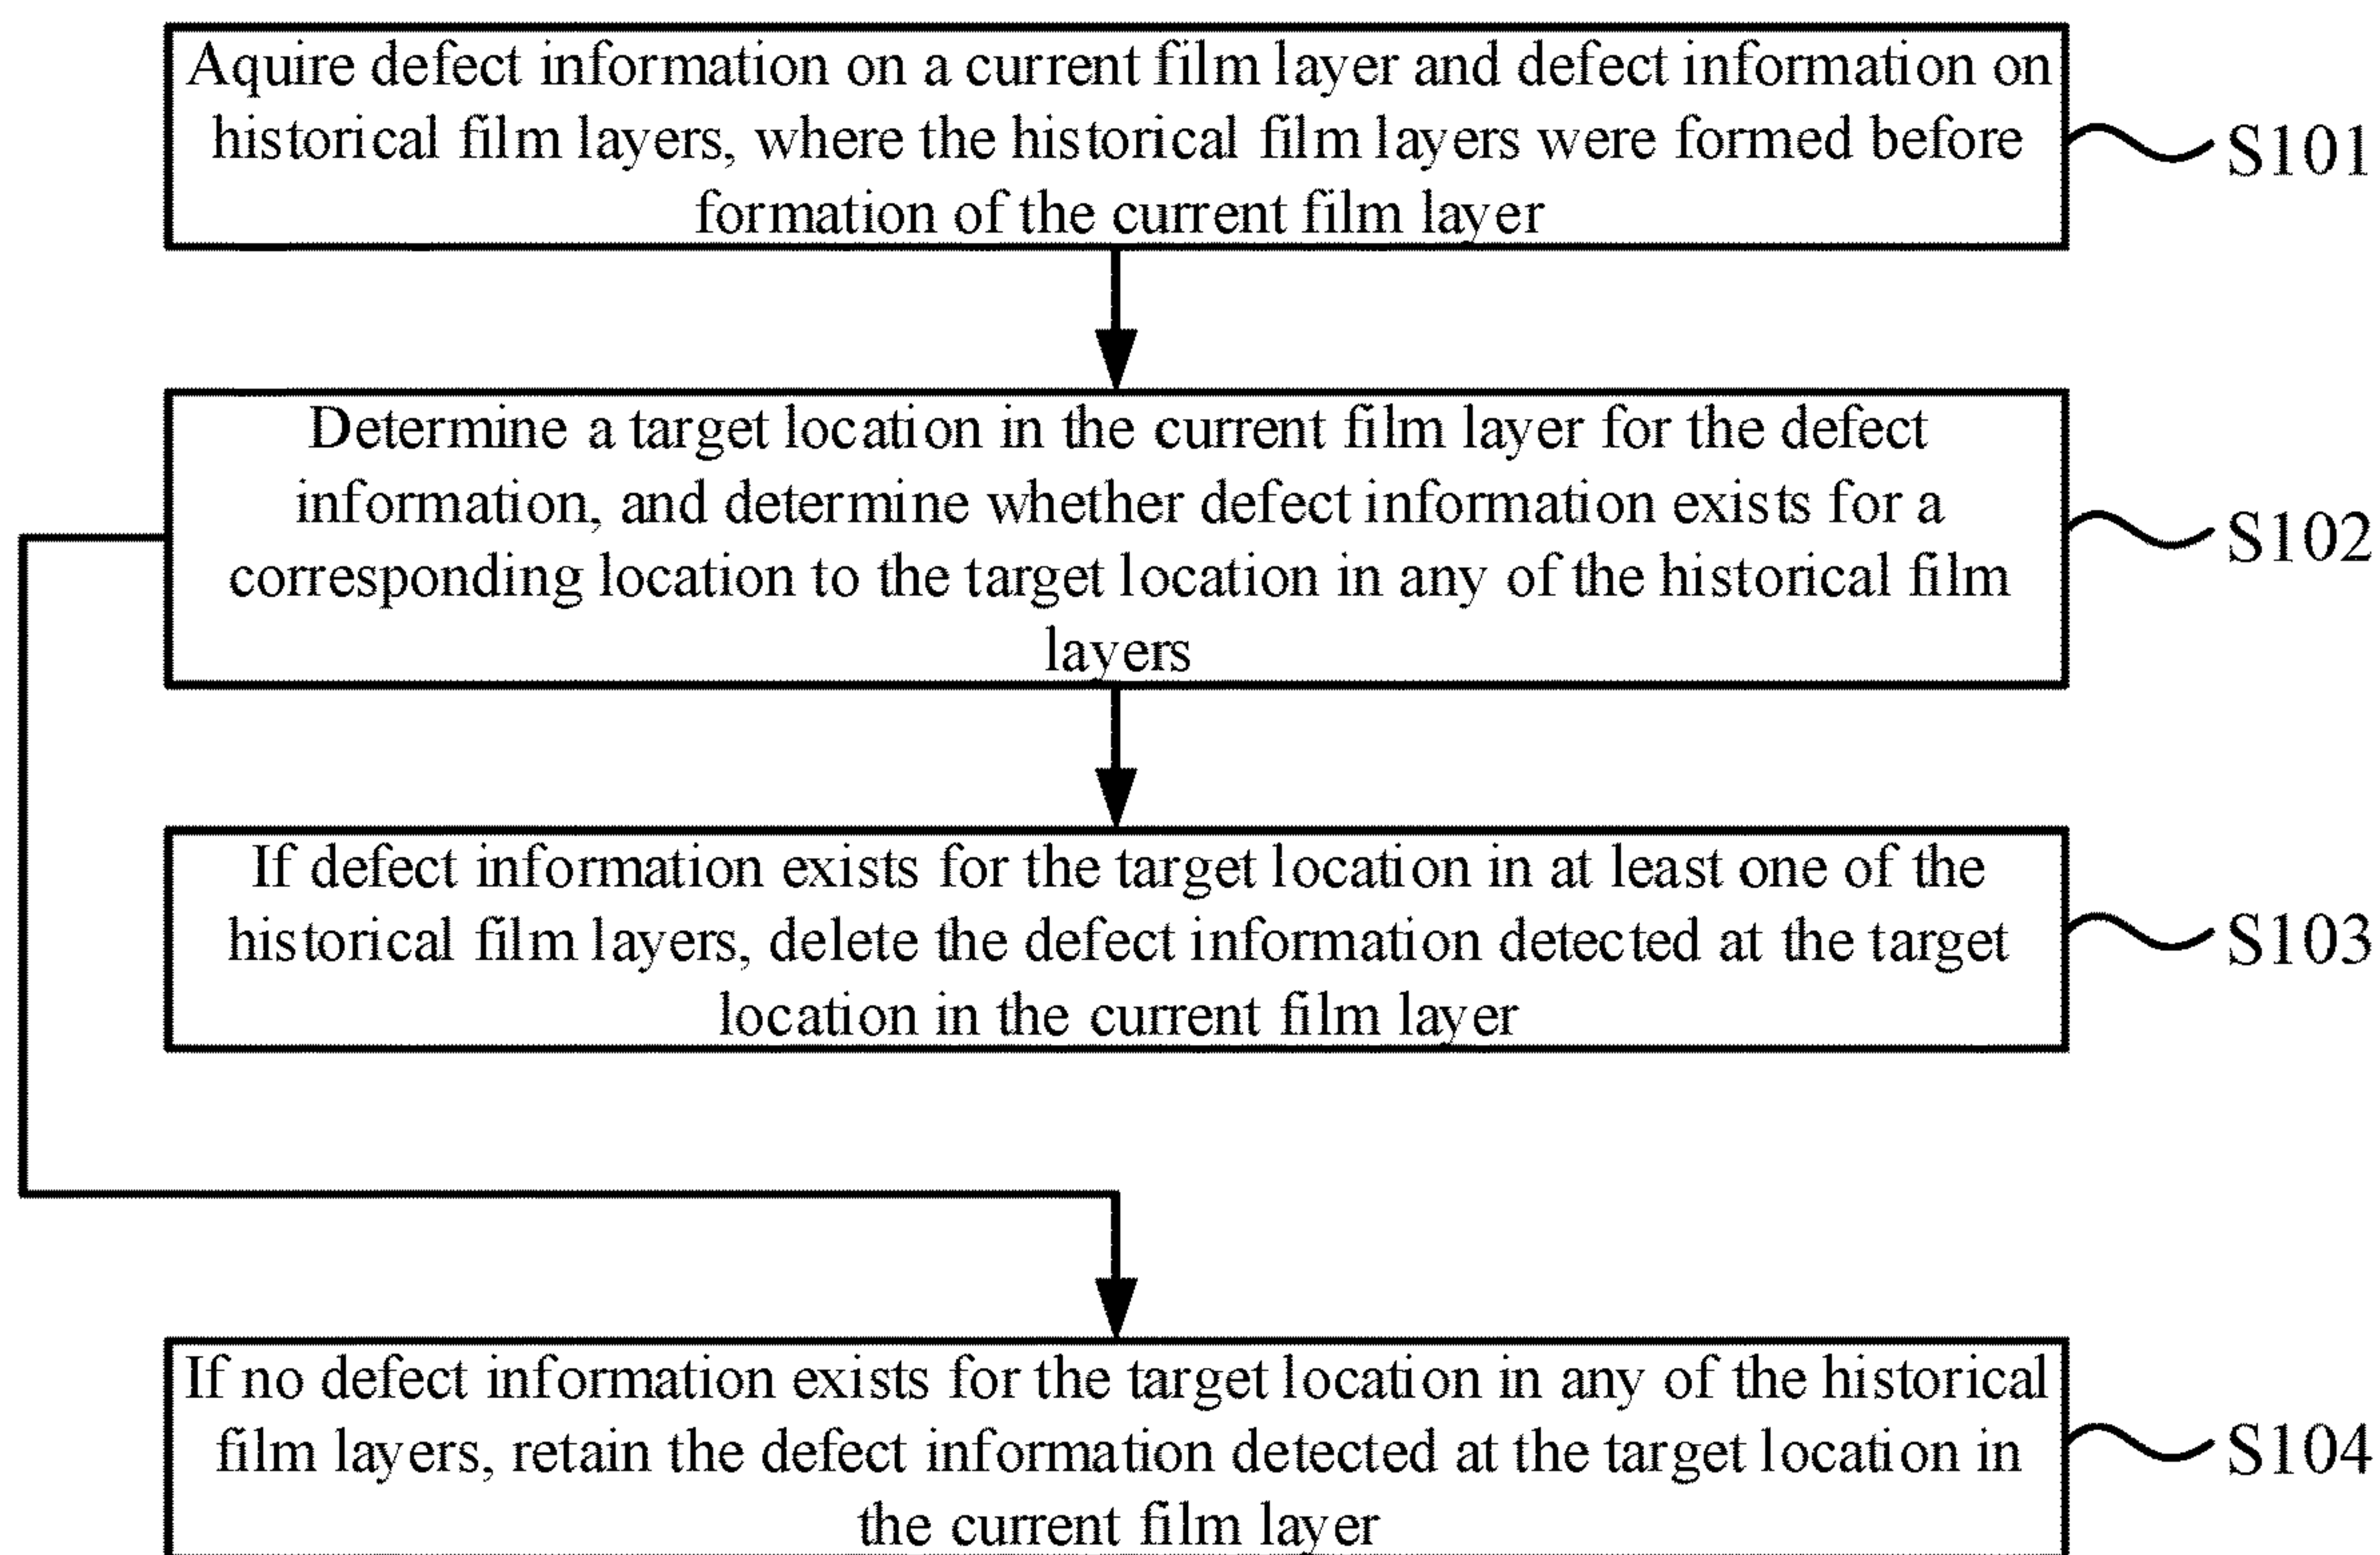 Aquire defect information on a current film layer and defect information on
historical film layers, where the historical film layers were formed before
formation of the current film layer
S101
Determine a target location in the current film layer for the defect
information, and determine whether defect information exists for a
corresponding location to the target location in any of the historical film
layers
S102
If defect information exists for the target location in at least one of the
historical film layers, delete the defect information detected at the target
location in the current film layer
S103
If no defect information exists for the target location in any of the historical
film layers, retain the defect information detected at the target location in
the current film layer
S104